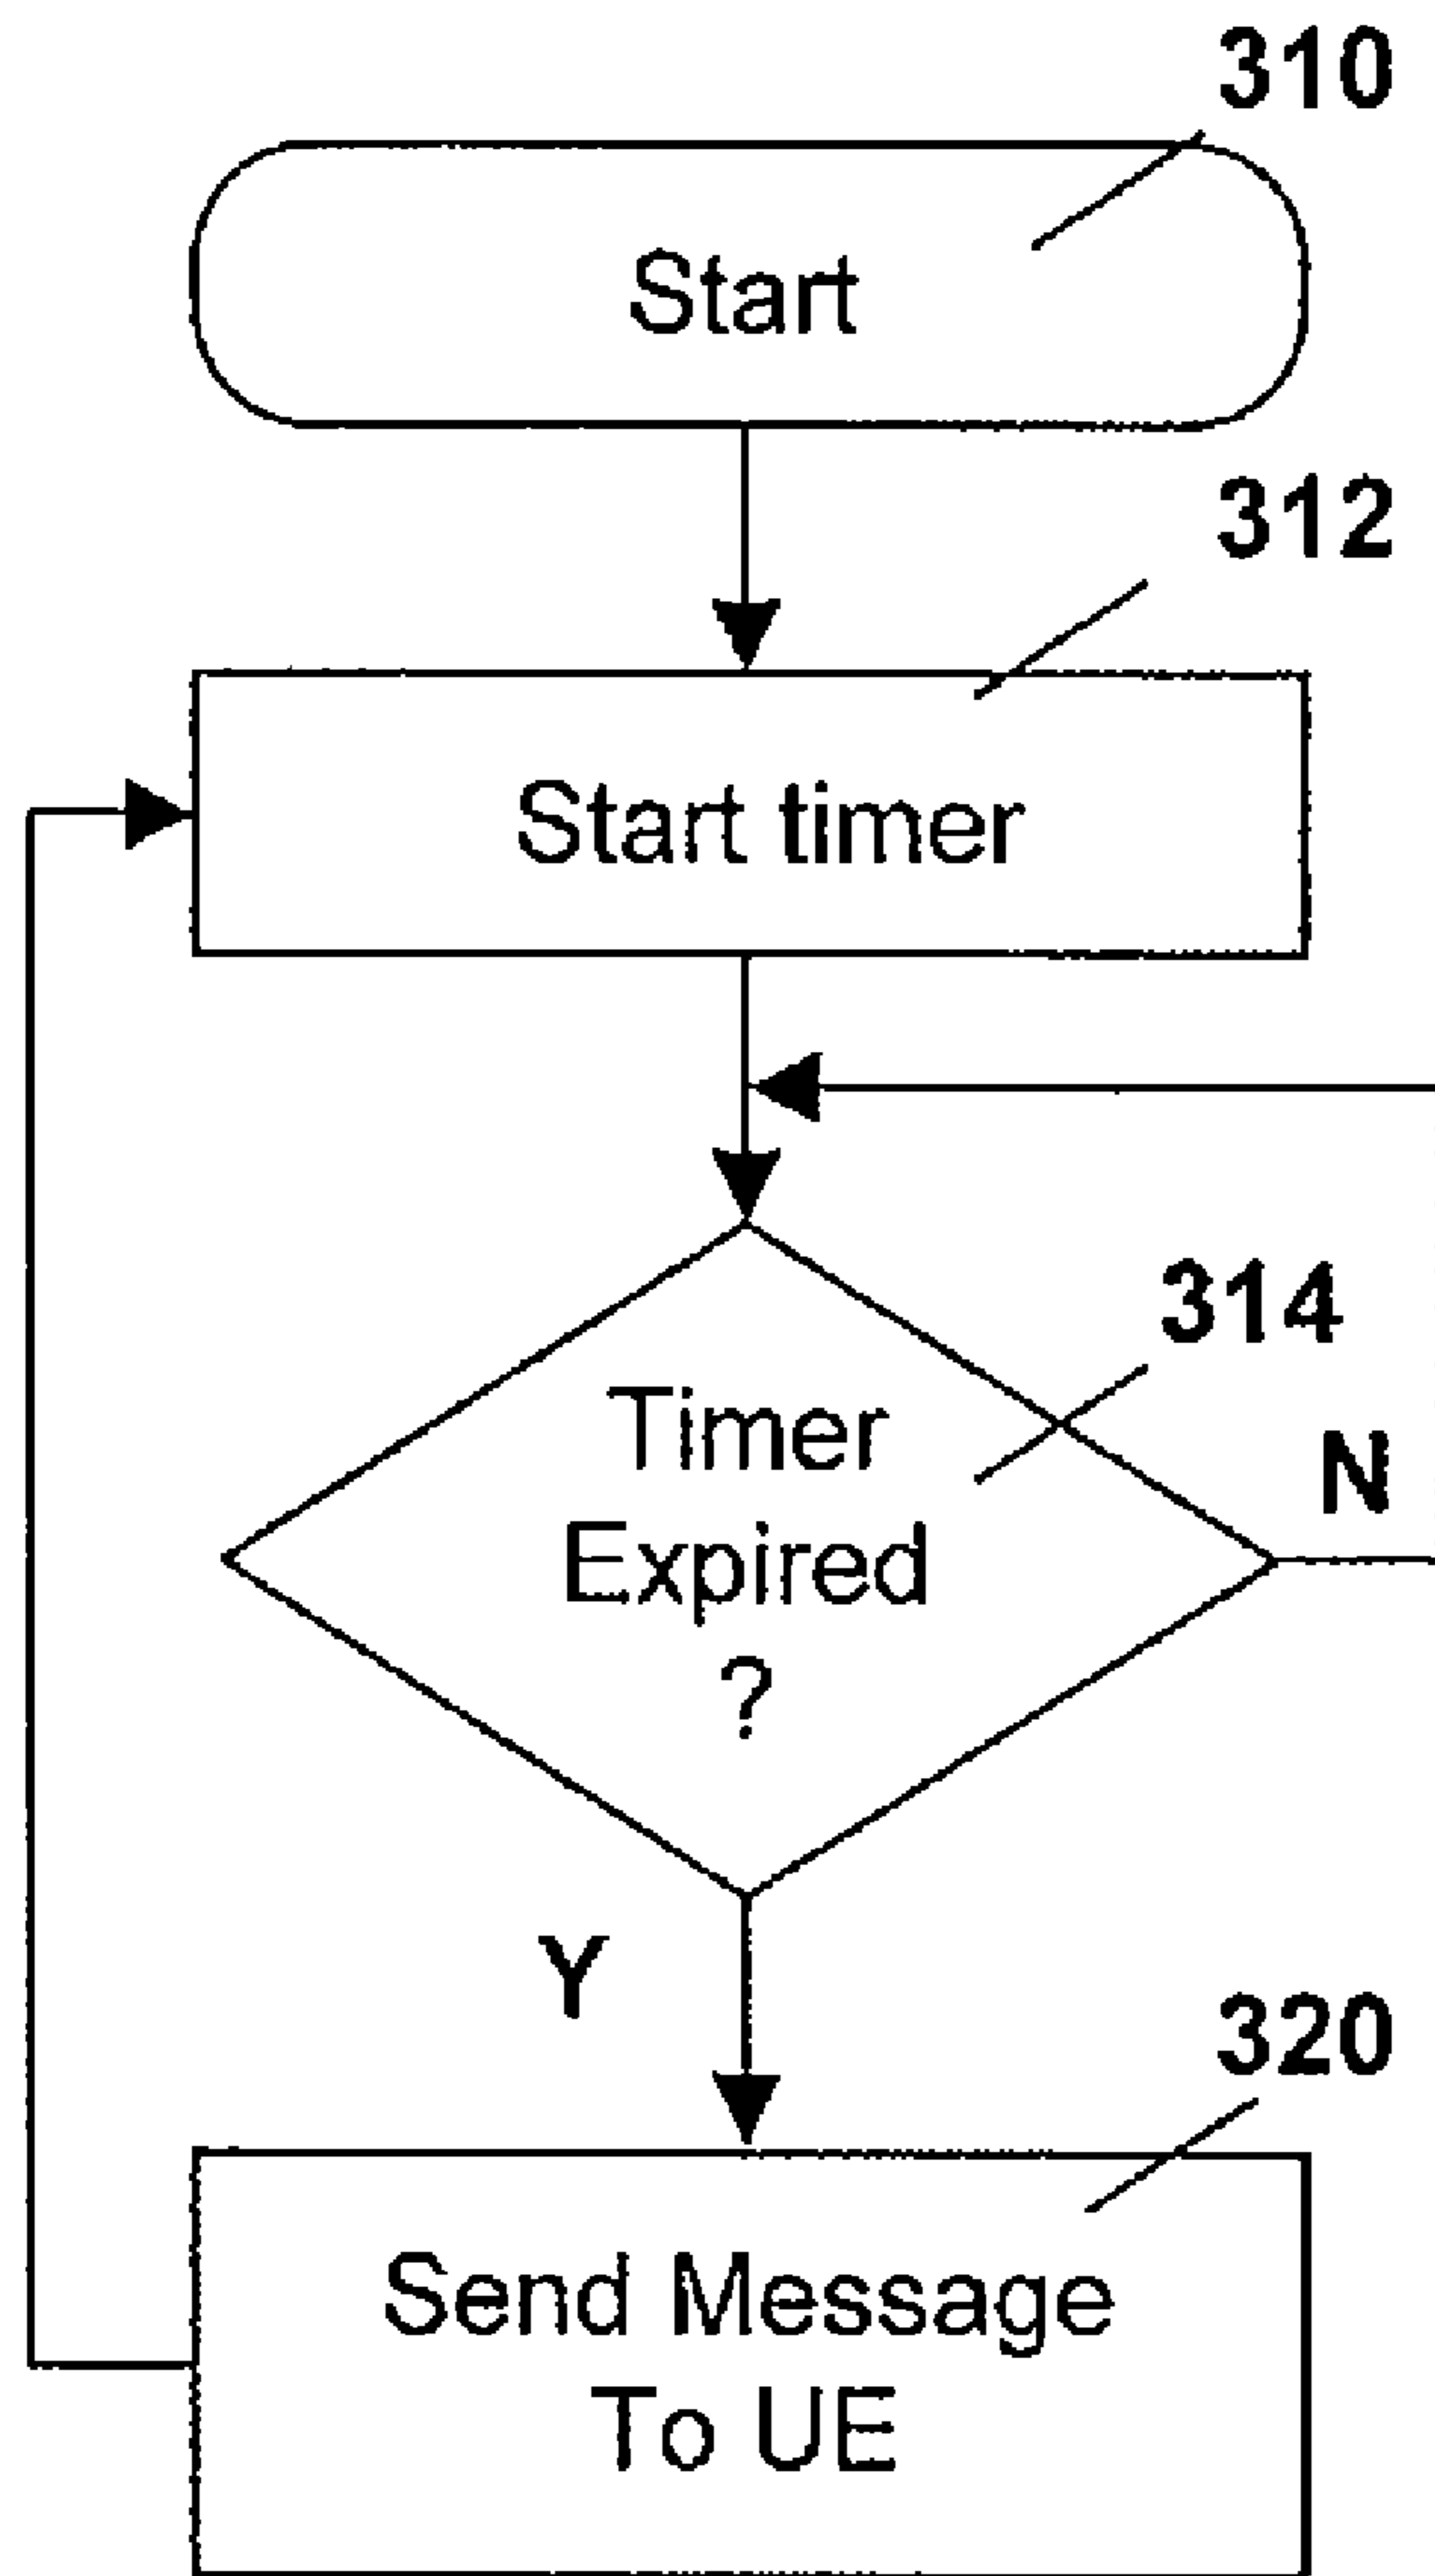 310
Start
312
Start timer
314
Timer
Expired
?
N
Y
320
Send Message
To UE